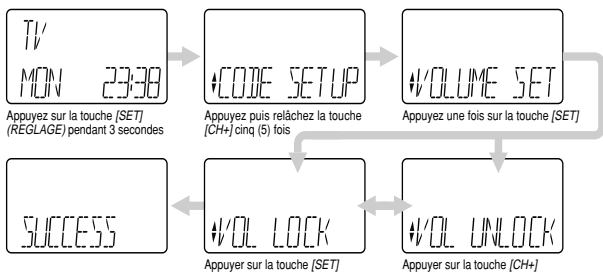 TV
MON 23:38
CODE SETUP
VOLUME SET
Appuyez sur la touche [SET]
(REGLAGE) pendant 3 secondes
Appuyez puis relâchez la touche
[CH+] cinq (5) fois
Appuyez une fois sur la touche [SET]
SUCCESS
VOL LOCK
VOL UNLOCK
Appuyer sur la touche [SET]
Appuyer sur la touche [CH+]